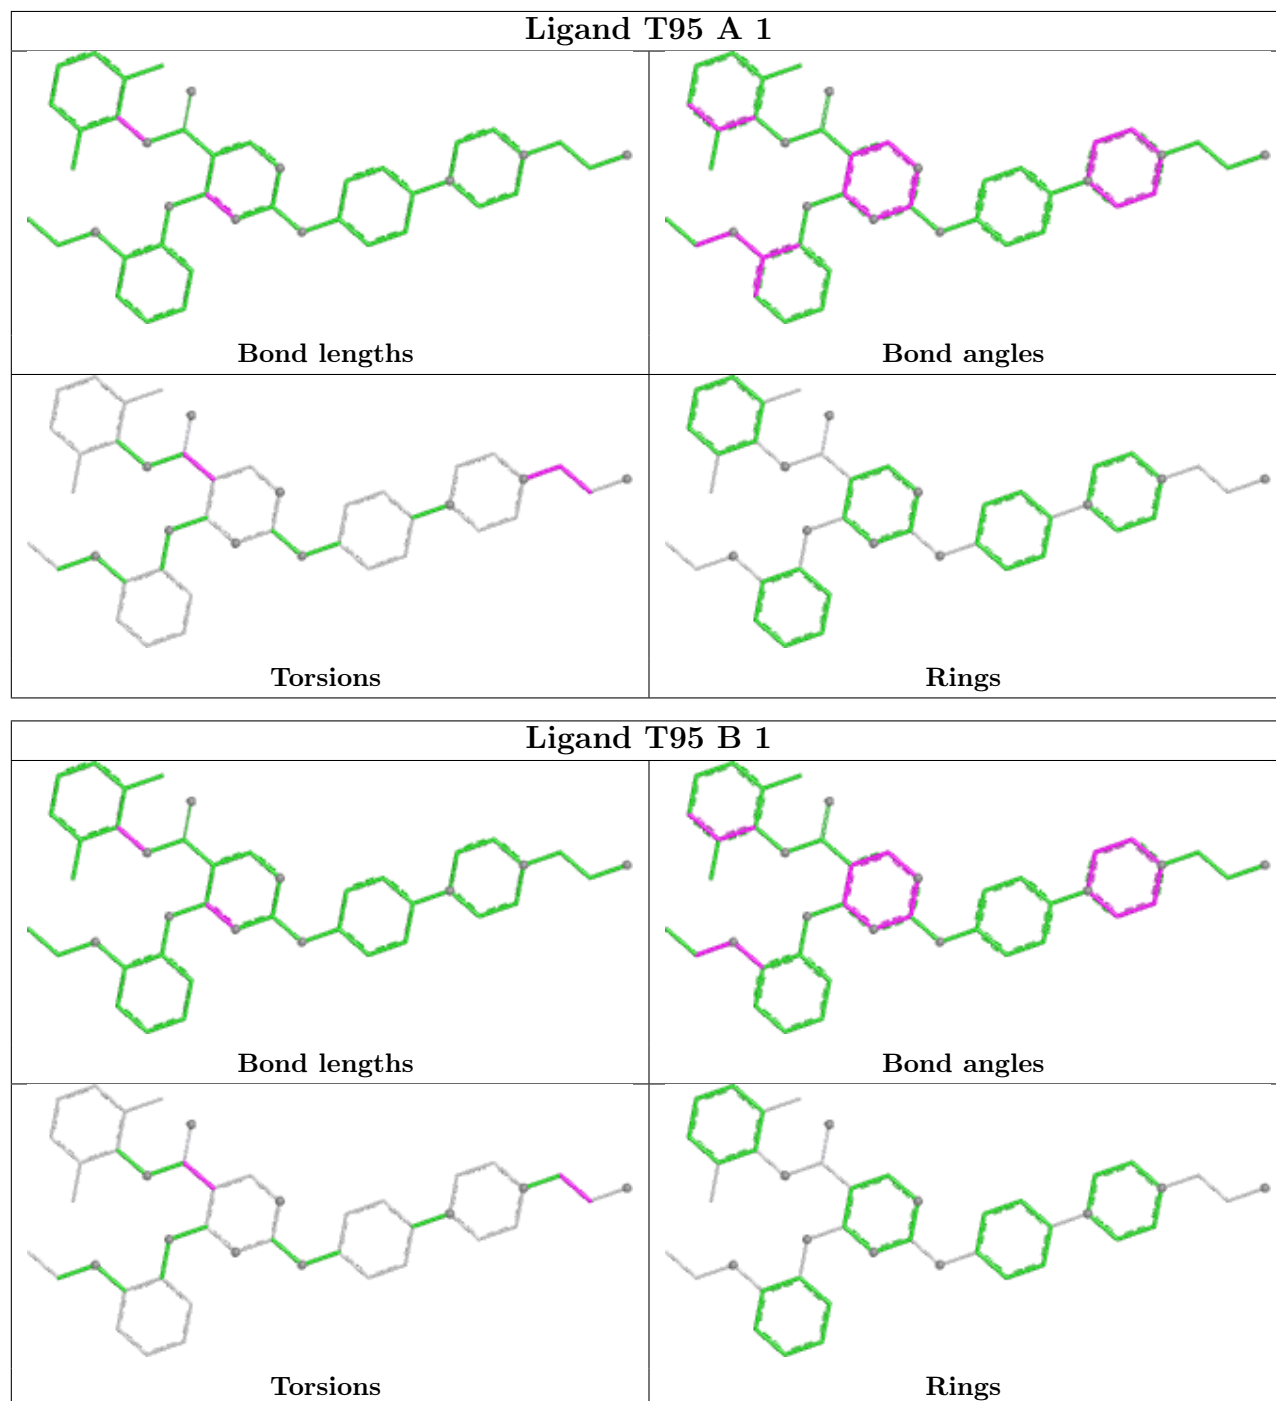 Ligand T95 A 1
Bond lengths
Bond angles
Torsions
Rings
Ligand T95 B 1
Bond lengths
Bond angles
Torsions
Rings